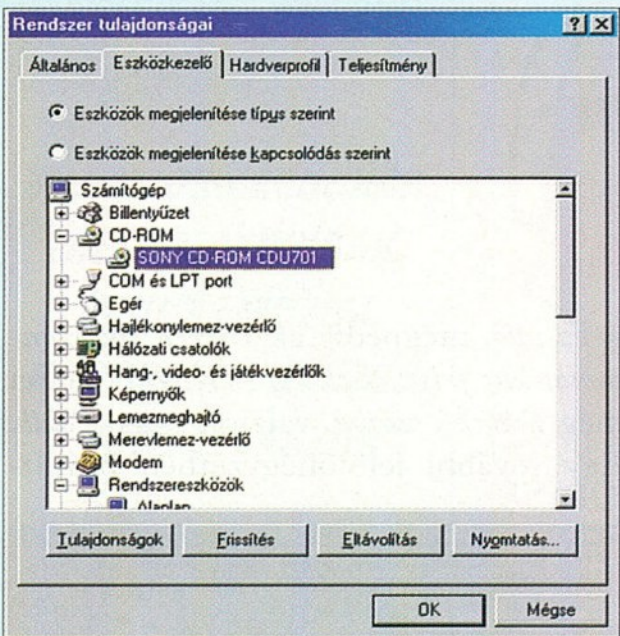 Rendszer tulajdonságai
Általános Eszközkezelő Hardverprofil Teljesítmény
Eszközök megjelenítése típus szerint
Eszközök megjelenítése kapcsolódás szerint
Számítógép
Billentyűzet
CD-ROM
SONY CD-ROM CDU701
COM és LPT port
Egér
Hajlékonylemez-vezérlő
Hálózati csatolók
Hang-, video- és játékvezérlők
Képernyők
Lemezmeghajtó
Merevlemez-vezérlő
Modem
Rendszereszközök
Alaplap
Tulajdonságok Frissítés Eltávolítás Nyomtatás...
OK Mégse